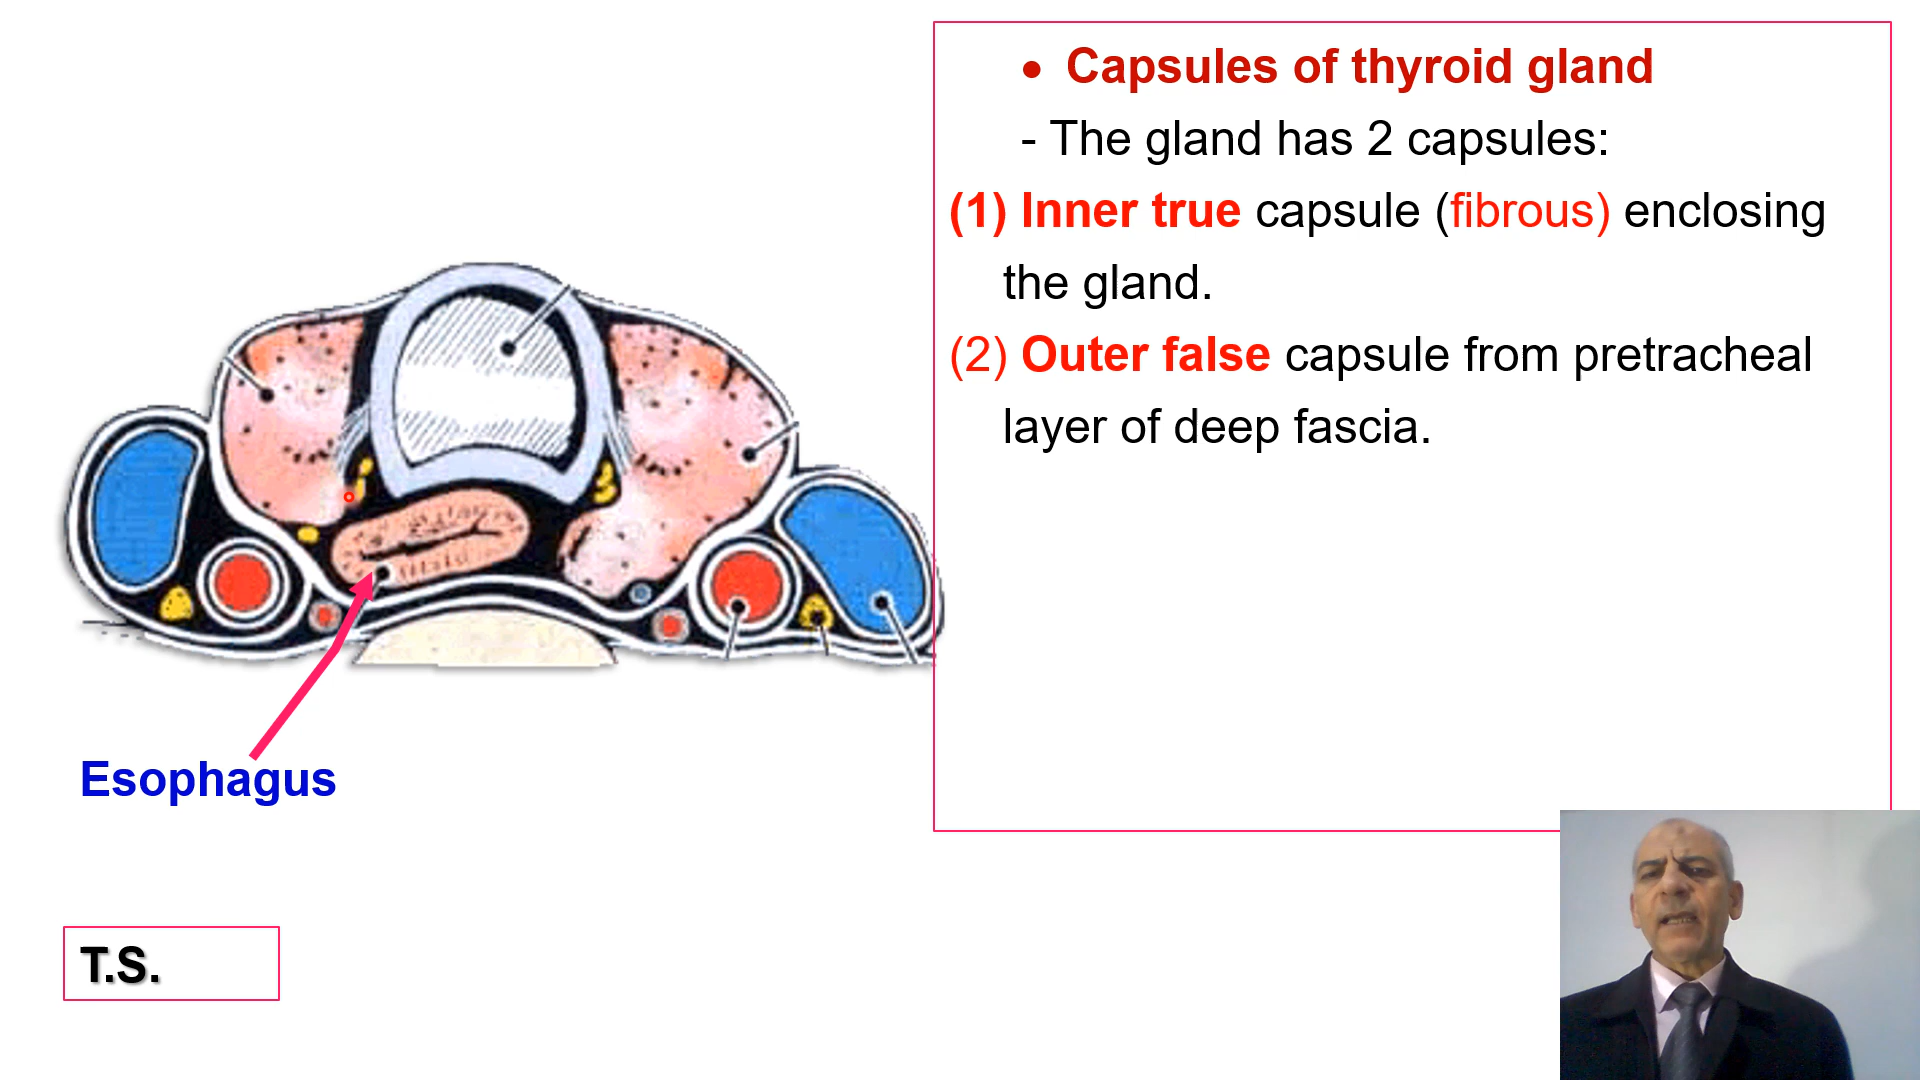 • Capsules of thyroid gland
- The gland has 2 capsules:
(1) Inner true capsule (fibrous) enclosing
the gland.
(2) Outer false capsule from pretracheal
layer of deep fascia.
Esophagus
T.S.